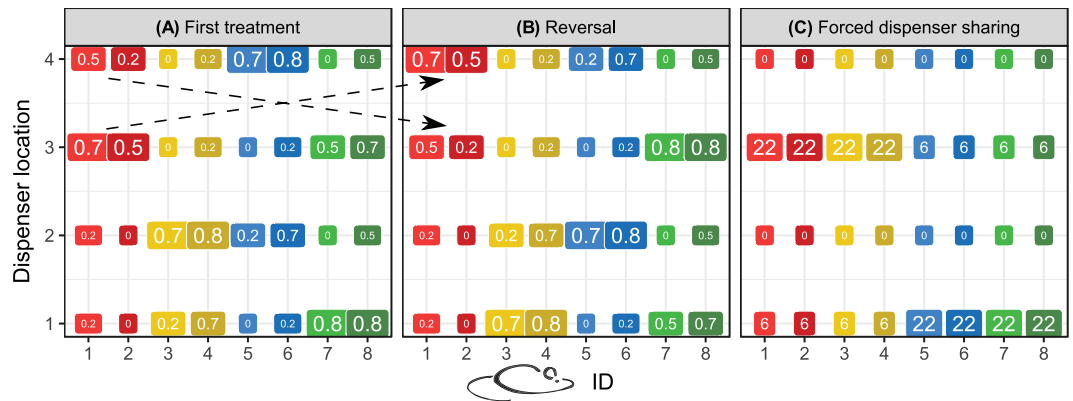 (A) First treatment (B) Reversal (C) Forced dispenser sharing
Dispenser location
4 0.5 0.2 0 0.2 0.7 0.8 0 0.5 0.7 0.5 0 0 0.2 0.7 0 0.5 0 0 0 0 0 0 0 0
3 0.7 0.5 0 0.2 0 0.2 0.5 0.7 0.5 0.2 0 0.2 0 0.2 0.8 0.8 22 22 22 22 6 6 6 6
2 0.2 0 0.7 0.8 0.2 0.7 0 0.5 0.2 0 0.2 0.7 0.7 0.8 0 0.5 0 0 0 0 0 0 0 0
1 0.2 0 0.2 0.7 0 0.2 0.8 0.8 0.2 0 0.7 0.8 0 0.2 0.5 0.7 6 6 6 6 22 22 22 22
1 2 3 4 5 6 7 8 1 2 3 4 5 6 7 8 1 2 3 4 5 6 7 8
ID